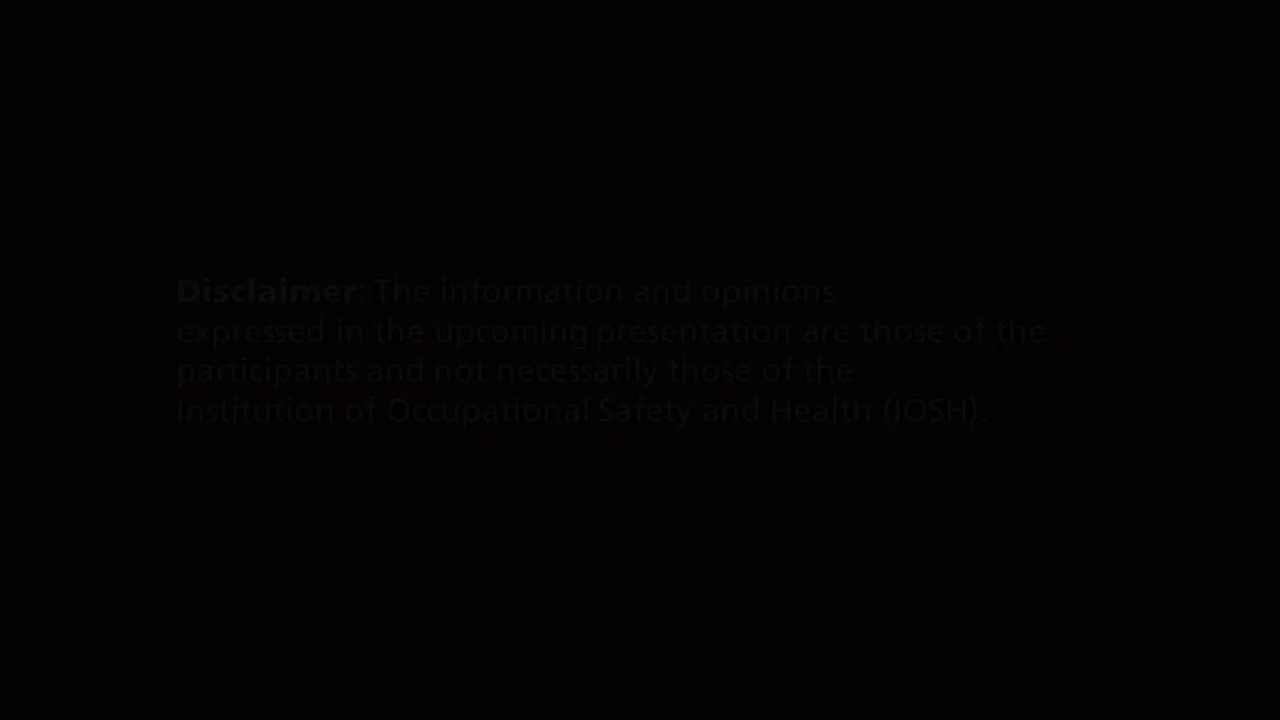 Disclaimer: The information and opinions
expressed in the upcoming presentation are those of the
participants and not necessarily those of the
Institution of Occupational Safety and Health (IOSH).